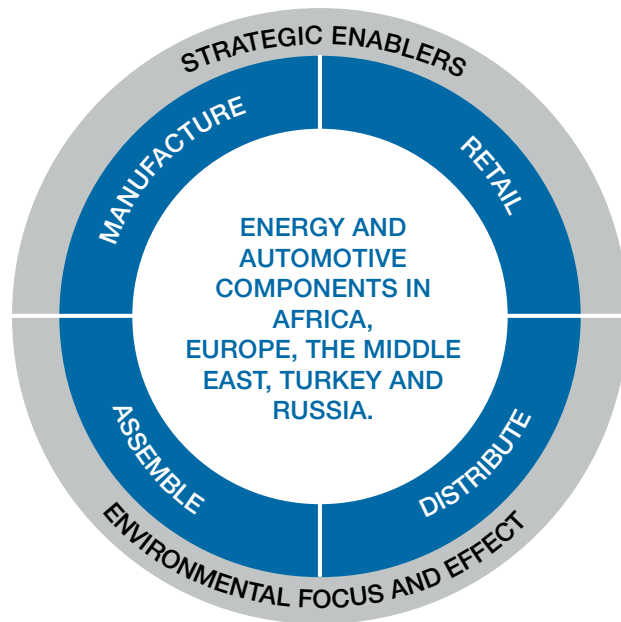 STRATEGIC ENABLERS
MANUFACTURE
RETAIL
ENERGY AND
AUTOMOTIVE
COMPONENTS IN
AFRICA,
EUROPE, THE MIDDLE
EAST, TURKEY AND
RUSSIA.
ASSEMBLE
DISTRIBUTE
ENVIRONMENTAL FOCUS AND EFFECT